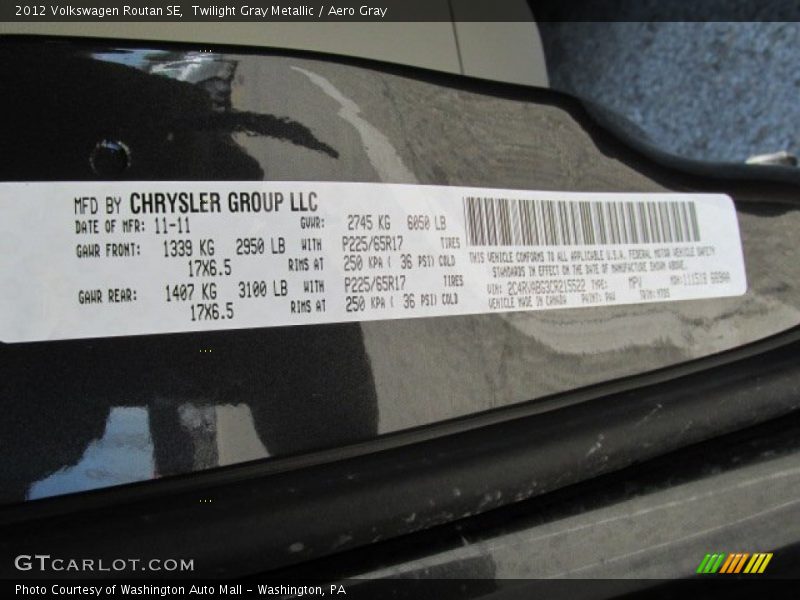 2012 Volkswagen Routan SE, Twilight Gray Metallic / Aero Gray
MFD BY CHRYSLER GROUP LLC
DATE OF MFR: 11-11 GVWR: 2745 KG 6050 LB
GAWR FRONT: 1339 KG 2950 LB WITH P225/65R17 TIRES
17X6.5 RIMS AT 250 KPA ( 36 PSI) COLD
GAWR REAR: 1407 KG 3100 LB WITH P225/65R17 TIRES
17X6.5 RIMS AT 250 KPA ( 36 PSI) COLD
THIS VEHICLE CONFORMS TO ALL APPLICABLE U.S.A. FEDERAL MOTOR VEHICLE SAFETY
STANDARDS IN EFFECT ON THE DATE OF MANUFACTURE SHOWN ABOVE.
VIN: 2C4RVABG3CR215522 TYPE: MPV MDH:
VEHICLE MADE IN CANADA PAINT: TRIM:
GTCARLOT.COM
Photo Courtesy of Washington Auto Mall - Washington, PA